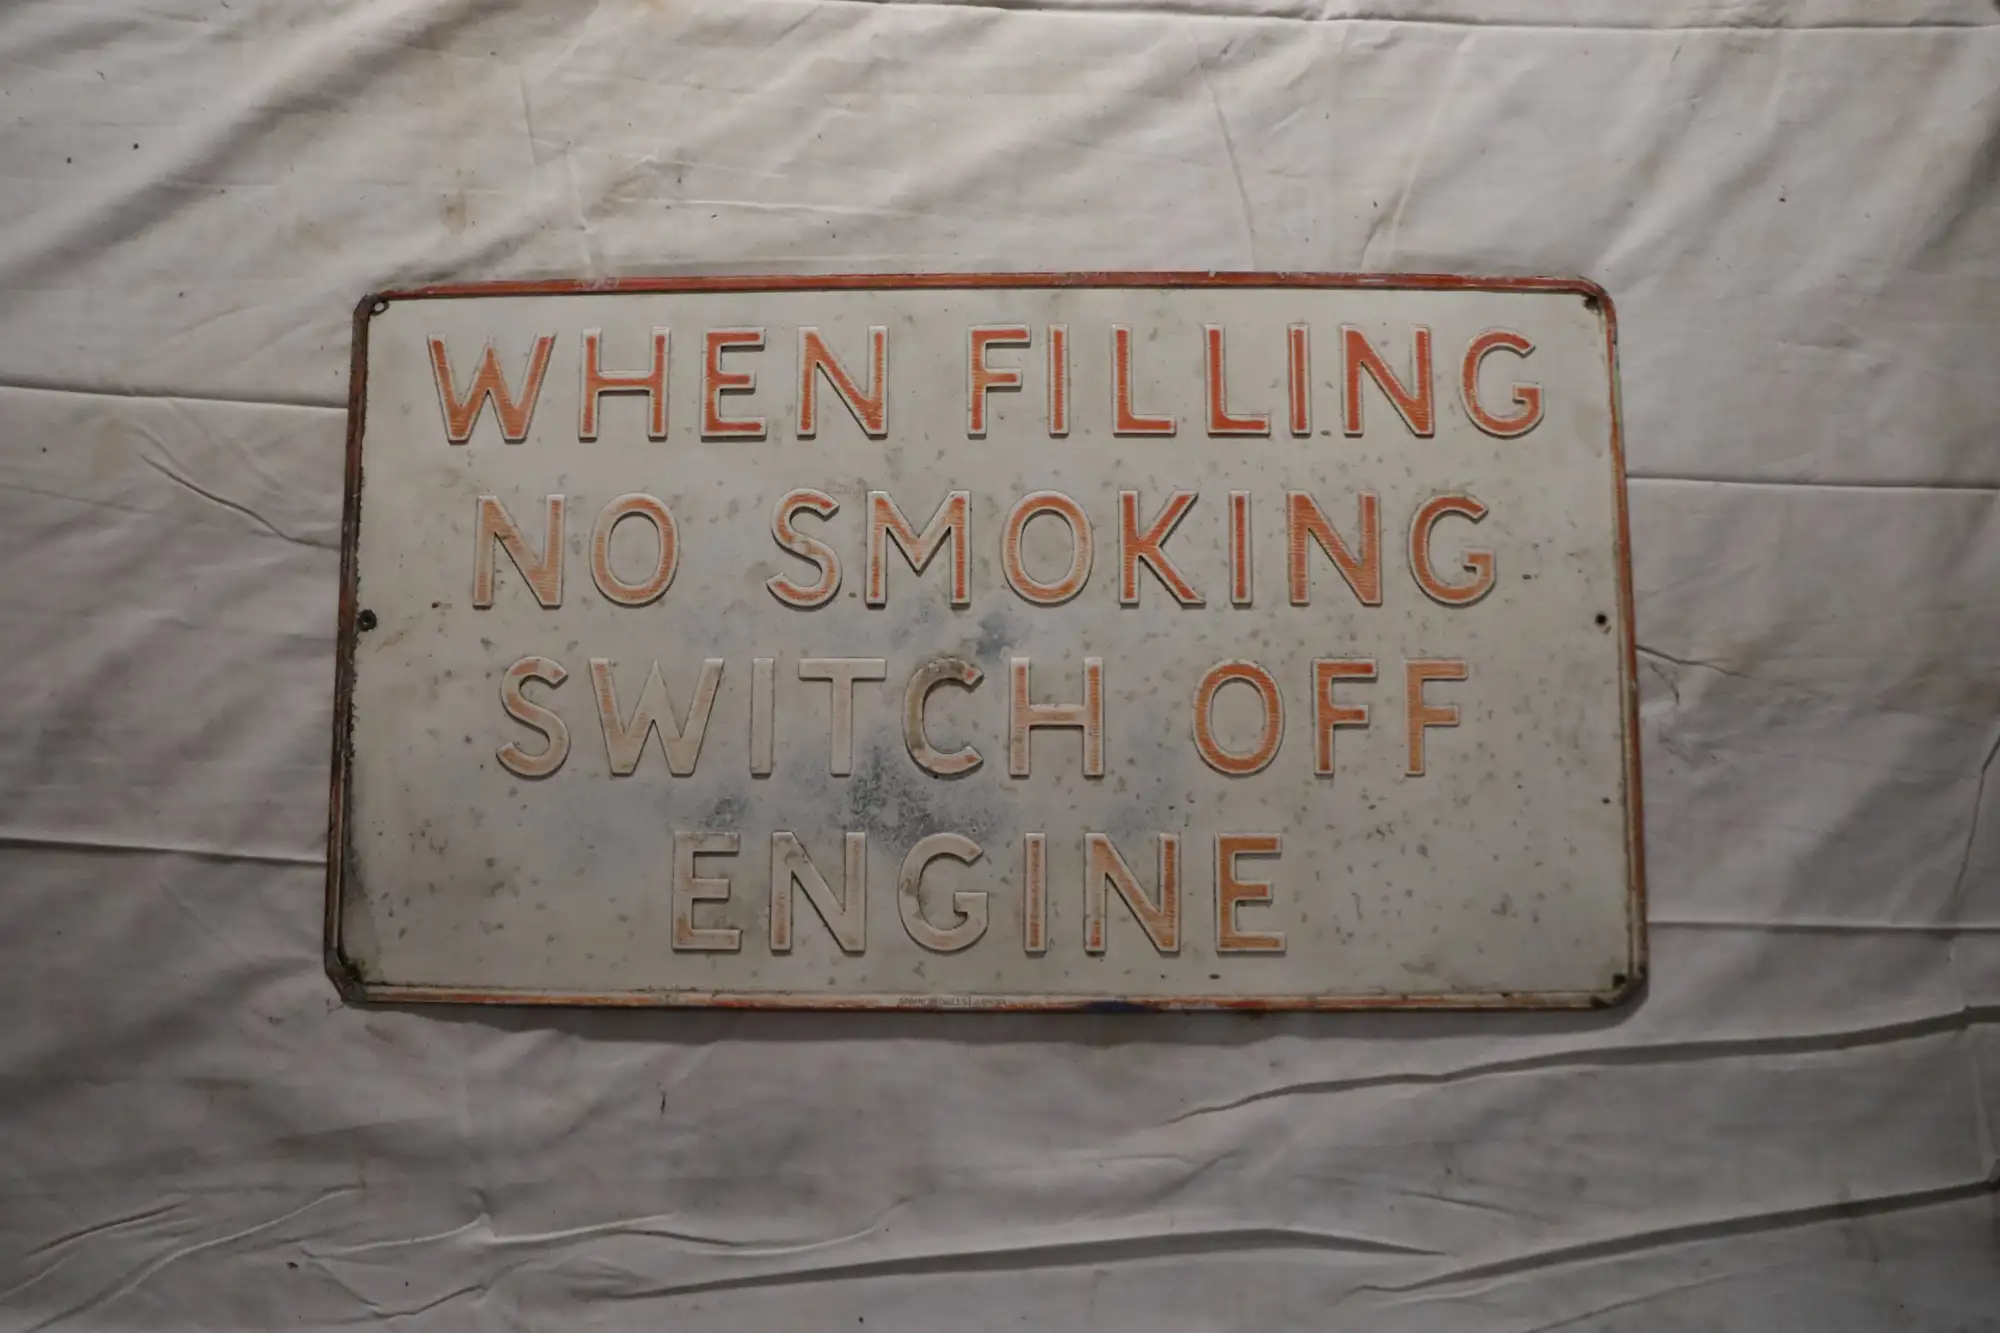 WHEN FILLING
NO SMOKING
SWITCH OFF
ENGINE